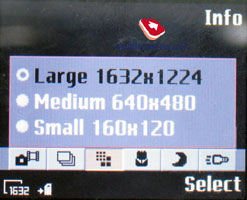 Info
Large 1632x1224
Medium 640x480
Small 160x120
1632
Select